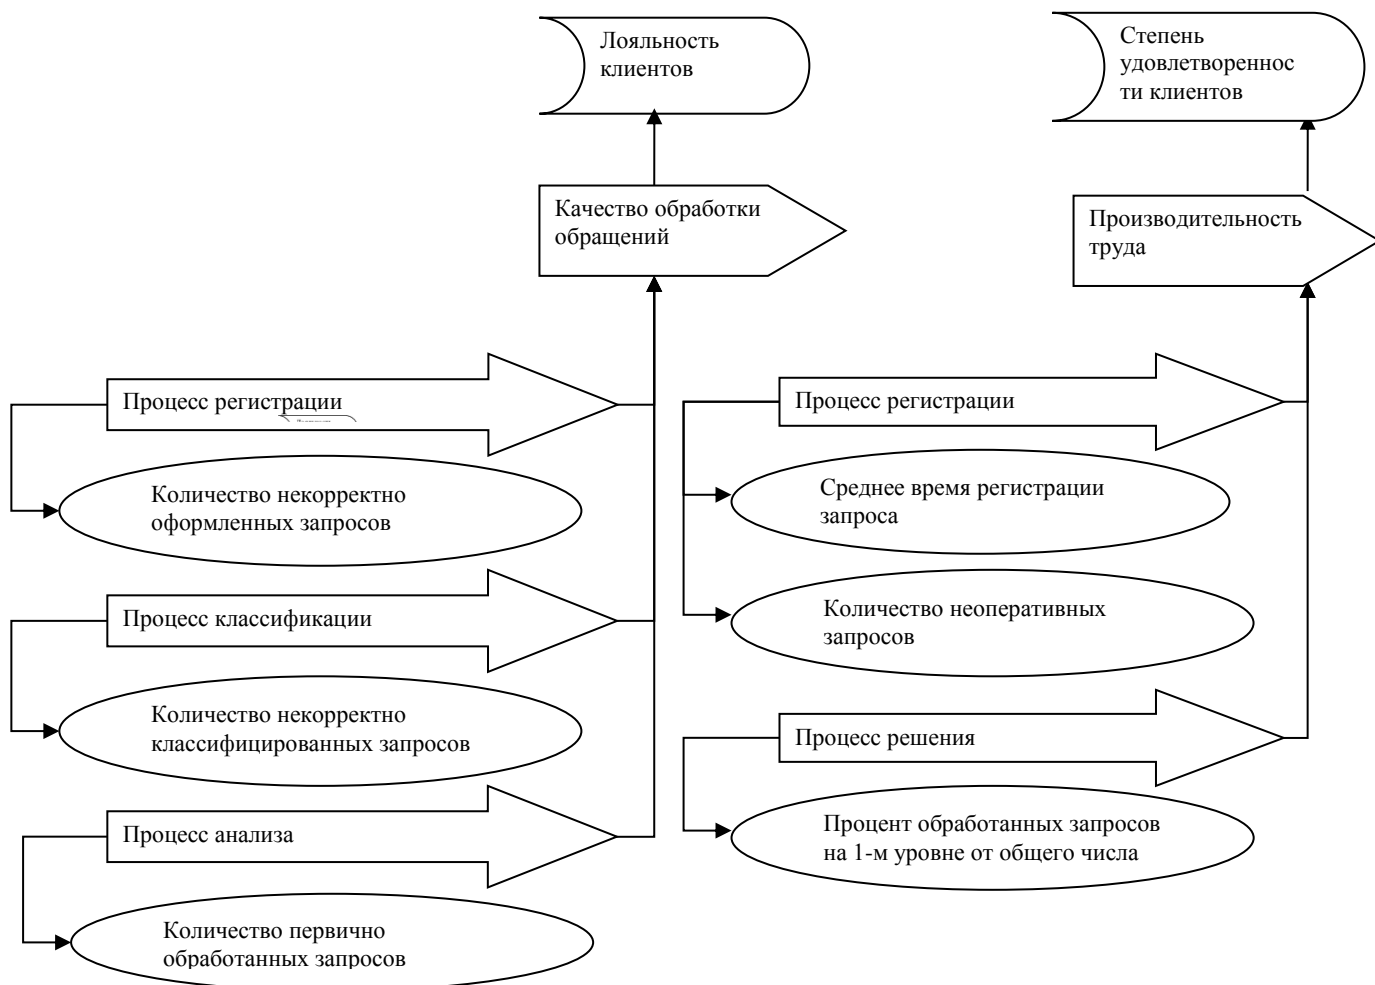 Лояльность
клиентов
Степень
удовлетвореннос
ти клиентов
Качество обработки
обращений
Производительность
труда
Процесс регистрации
Количество некорректно
оформленных запросов
Процесс классификации
Количество некорректно
классифицированных запросов
Процесс анализа
Количество первично
обработанных запросов
Процесс регистрации
Среднее время регистрации
запроса
Количество неоперативных
запросов
Процесс решения
Процент обработанных запросов
на 1-м уровне от общего числа